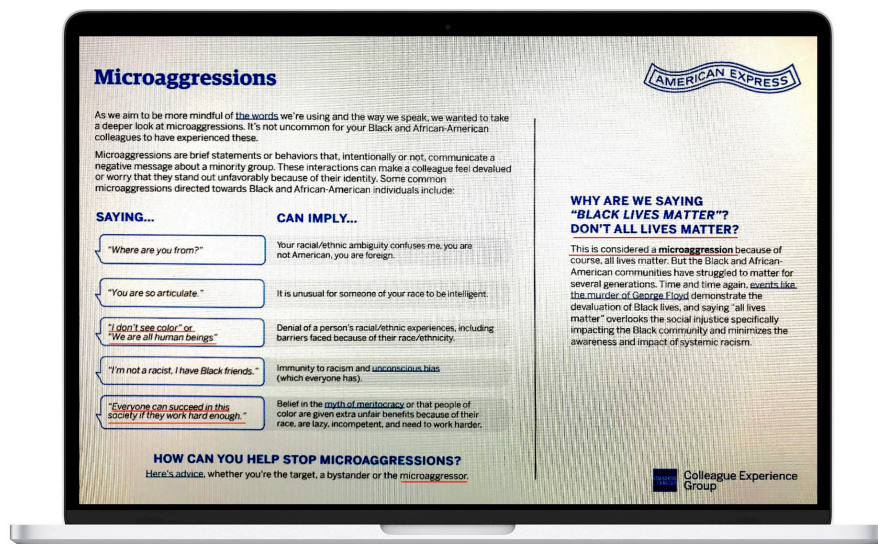 Microaggressions
AMERICAN EXPRESS
As we aim to be more mindful of the words we're using and the way we speak, we wanted to take
a deeper look at microaggressions. It's not uncommon for your Black and African-American
colleagues to have experienced these.
Microaggressions are brief statements or behaviors that, intentionally or not, communicate a
negative message about a minority group. These interactions can make a colleague feel devalued
or worry that they stand out unfavorably because of their identity. Some common
microaggressions directed towards Black and African-American individuals include:
SAYING...
CAN IMPLY...
"Where are you from?"
Your racial/ethnic ambiguity confuses me, you are
not American, you are foreign.
"You are so articulate."
It is unusual for someone of your race to be intelligent.
"I don't see color" or
"We are all human beings"
Denial of a person's racial/ethnic experiences, including
barriers faced because of their race/ethnicity.
"I'm not a racist, I have Black friends."
Immunity to racism and unconscious bias
(which everyone has).
"Everyone can succeed in this
society if they work hard enough."
Belief in the myth of meritocracy or that people of
color are given extra unfair benefits because of their
race, are lazy, incompetent, and need to work harder.
HOW CAN YOU HELP STOP MICROAGGRESSIONS?
Here's advice, whether you're the target, a bystander or the microaggressor.
WHY ARE WE SAYING
"BLACK LIVES MATTER"?
DON'T ALL LIVES MATTER?
This is considered a microaggression because of
course, all lives matter. But the Black and African-
American communities have struggled to matter for
several generations. Time and time again, events like
the murder of George Floyd demonstrate the
devaluation of Black lives, and saying "all lives
matter" overlooks the social injustice specifically
impacting the Black community and minimizes the
awareness and impact of systemic racism.
Colleague Experience
Group